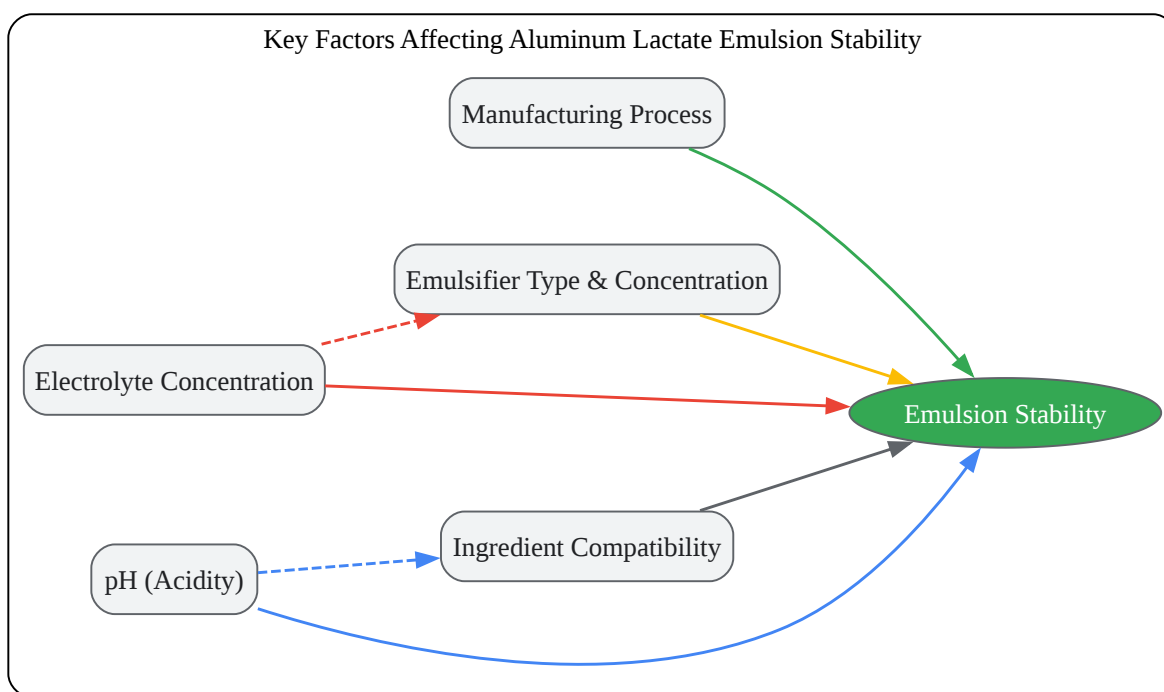 Key Factors Affecting Aluminum Lactate Emulsion Stability
Manufacturing Process
Emulsifier Type & Concentration
Electrolyte Concentration
Emulsion Stability
Ingredient Compatibility
pH (Acidity)